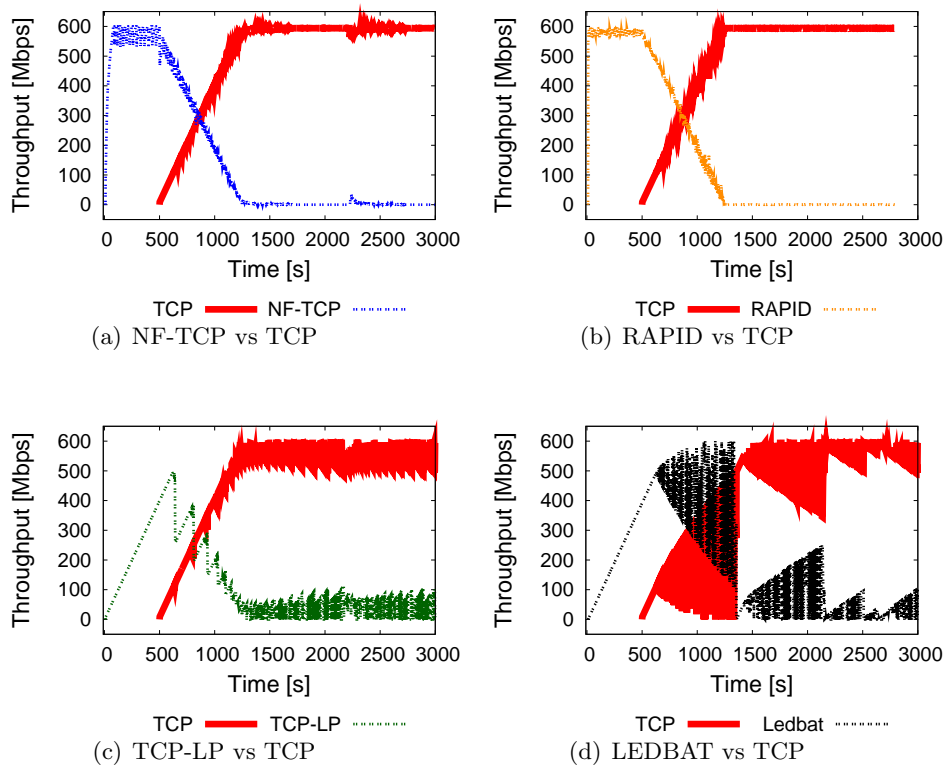 Throughput [Mbps]
600
500
400
300
200
100
0
0 500 1000 1500 2000 2500 3000
Time [s]
TCP NF-TCP
(a) NF-TCP vs TCP
Throughput [Mbps]
600
500
400
300
200
100
0
0 500 1000 1500 2000 2500 3000
Time [s]
TCP RAPID
(b) RAPID vs TCP
Throughput [Mbps]
600
500
400
300
200
100
0
0 500 1000 1500 2000 2500 3000
Time [s]
TCP TCP-LP
(c) TCP-LP vs TCP
Throughput [Mbps]
600
500
400
300
200
100
0
0 500 1000 1500 2000 2500 3000
Time [s]
TCP Ledbat
(d) LEDBAT vs TCP